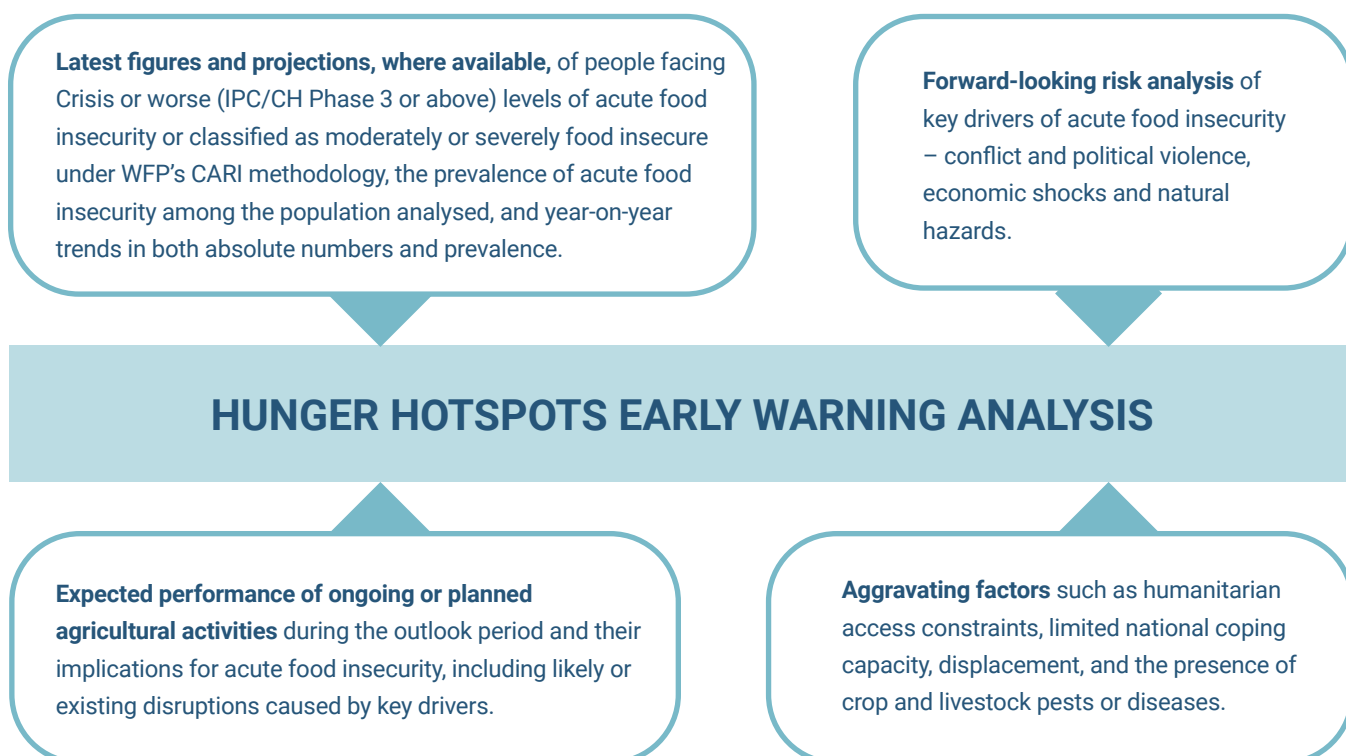 Latest figures and projections, where available, of people facing
Crisis or worse (IPC/CH Phase 3 or above) levels of acute food
insecurity or classified as moderately or severely food insecure
under WFP's CARI methodology, the prevalence of acute food
insecurity among the population analysed, and year-on-year
trends in both absolute numbers and prevalence.
Forward-looking risk analysis of
key drivers of acute food insecurity
– conflict and political violence,
economic shocks and natural
hazards.
HUNGER HOTSPOTS EARLY WARNING ANALYSIS
Expected performance of ongoing or planned
agricultural activities during the outlook period and their
implications for acute food insecurity, including likely or
existing disruptions caused by key drivers.
Aggravating factors such as humanitarian
access constraints, limited national coping
capacity, displacement, and the presence of
crop and livestock pests or diseases.